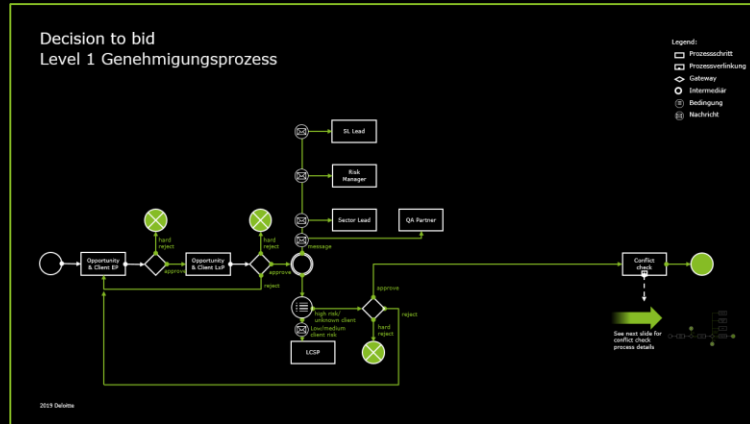 Decision to bid
Level 1 Genehmigungsprozess
Legend:
Prozessschritt
Prozessverlinkung
Gateway
Intermediär
Bedingung
Nachricht
SL Lead
Risk
Manager
Sector Lead
QA Partner
message
hard
reject
hard
reject
Opportunity
& Client EP
approve
Opportunity
& Client LoP
approve
reject
Conflict
check
approve
reject
high risk/
unknown client
Low/medium
client risk
hard
reject
LCSP
See next slide for
conflict check
process details
2019 Deloitte